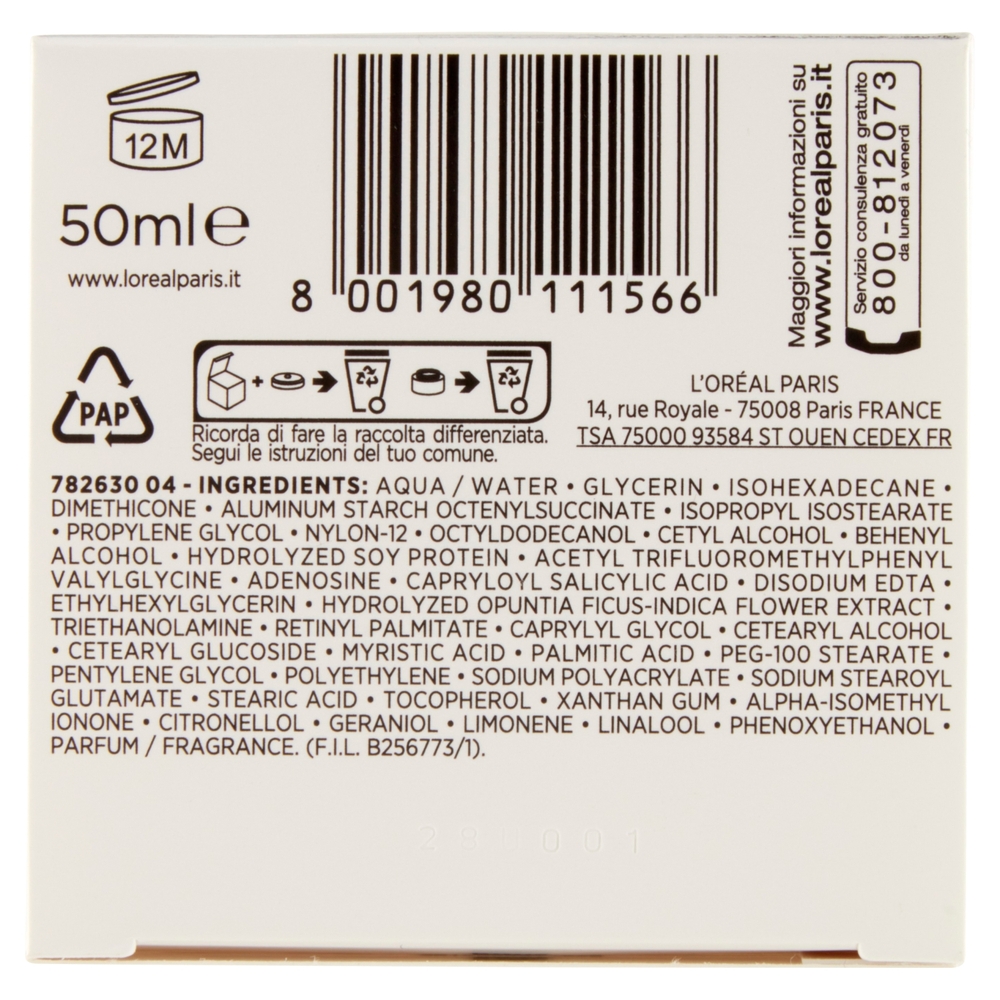 12M
50ml e
www.lorealparis.it
8 001980 111566
Maggiori informazioni su
www.lorealparis.it
Servizio consulenza gratuito
800-812073
da lunedì a venerdì
PAP
Ricorda di fare la raccolta differenziata.
Segui le istruzioni del tuo comune.
L'ORÉAL PARIS
14, rue Royale - 75008 Paris FRANCE
TSA 75000 93584 ST OUEN CEDEX FR
782630 04 - INGREDIENTS: AQUA / WATER • GLYCERIN • ISOHEXADECANE •
DIMETHICONE • ALUMINUM STARCH OCTENYLSUCCINATE • ISOPROPYL ISOSTEARATE
• PROPYLENE GLYCOL • NYLON-12 • OCTYLDODECANOL • CETYL ALCOHOL • BEHENYL
ALCOHOL • HYDROLYZED SOY PROTEIN • ACETYL TRIFLUOROMETHYLPHENYL
VALYLGLYCINE • ADENOSINE • CAPRYLOYL SALICYLIC ACID • DISODIUM EDTA •
ETHYLHEXYLGLYCERIN • HYDROLYZED OPUNTIA FICUS-INDICA FLOWER EXTRACT •
TRIETHANOLAMINE • RETINYL PALMITATE • CAPRYLYL GLYCOL • CETEARYL ALCOHOL
• CETEARYL GLUCOSIDE • MYRISTIC ACID • PALMITIC ACID • PEG-100 STEARATE •
PENTYLENE GLYCOL • POLYETHYLENE • SODIUM POLYACRYLATE • SODIUM STEAROYL
GLUTAMATE • STEARIC ACID • TOCOPHEROL • XANTHAN GUM • ALPHA-ISOMETHYL
IONONE • CITRONELLOL • GERANIOL • LIMONENE • LINALOOL • PHENOXYETHANOL •
PARFUM / FRAGRANCE. (F.I.L. B256773/1).